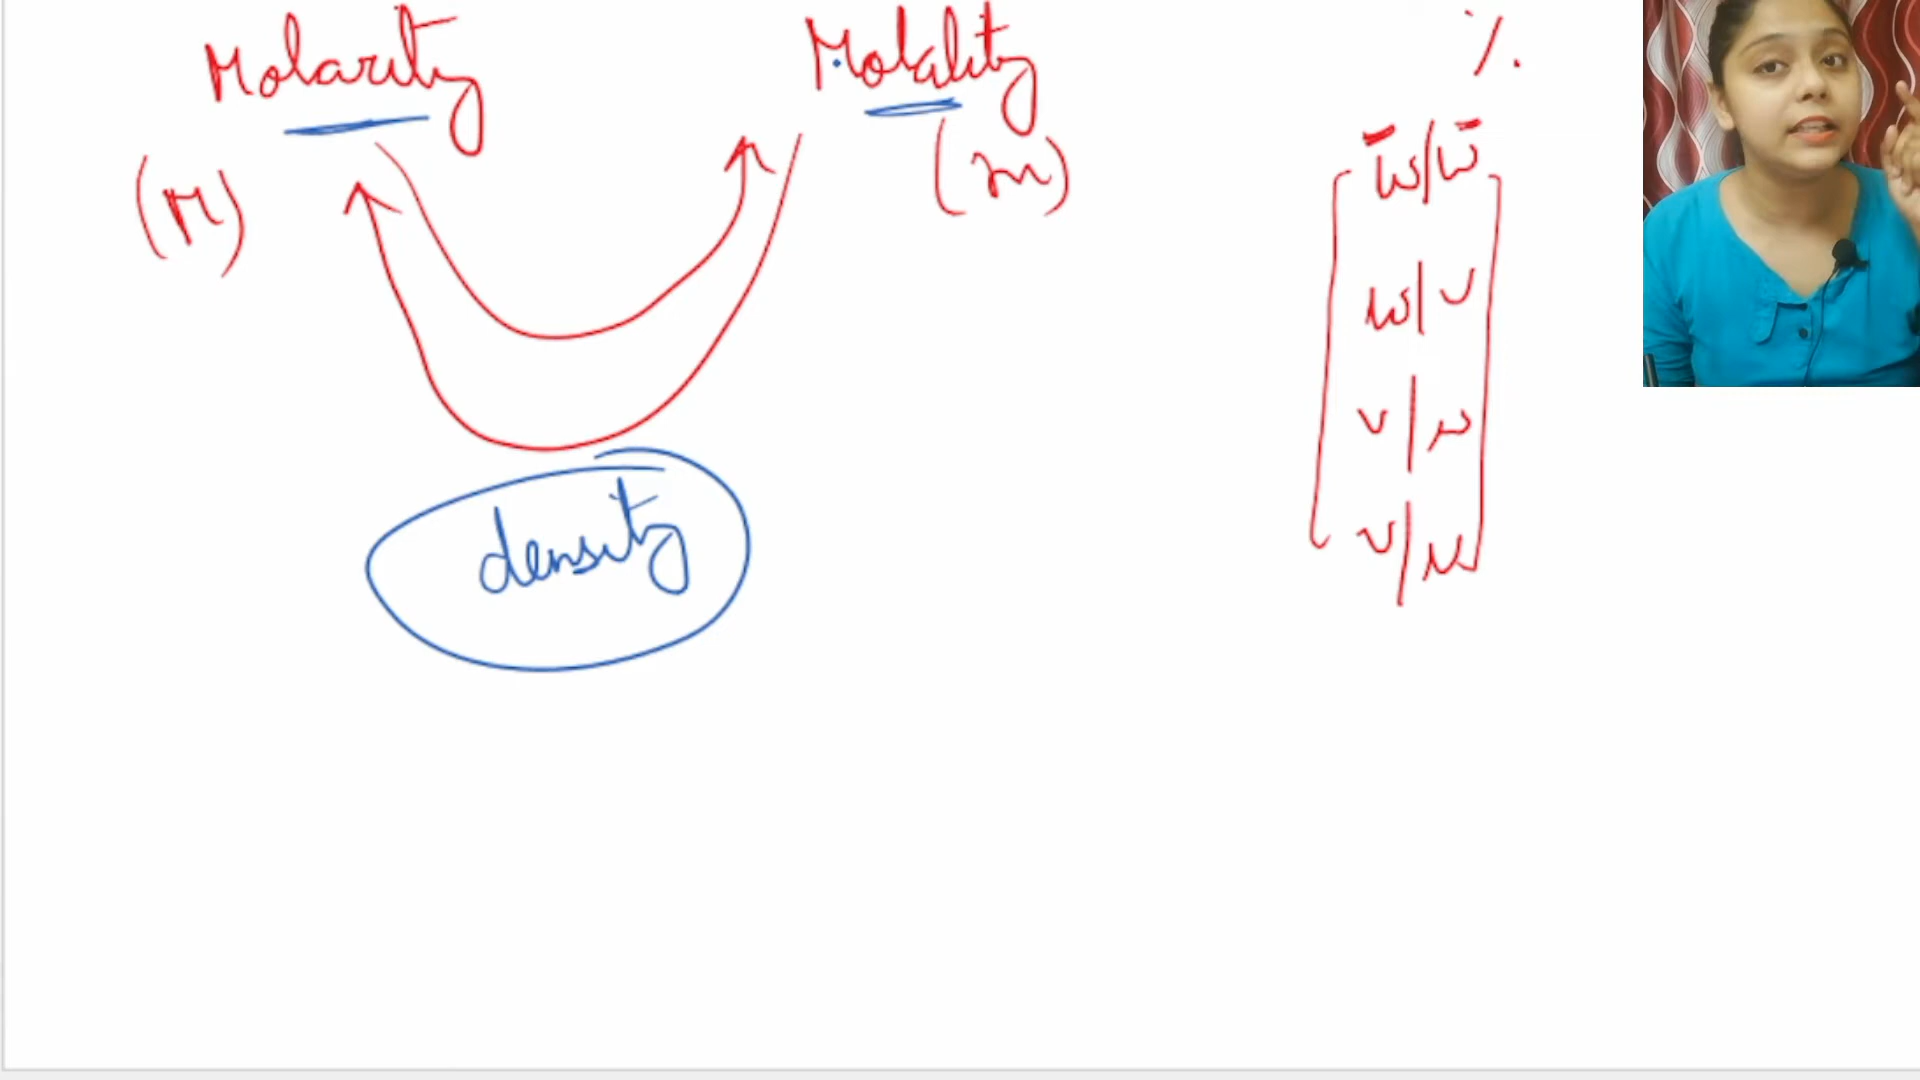 Molarity
Molality
%
(M)
(m)
w/w
w/v
v/w
v/v
density